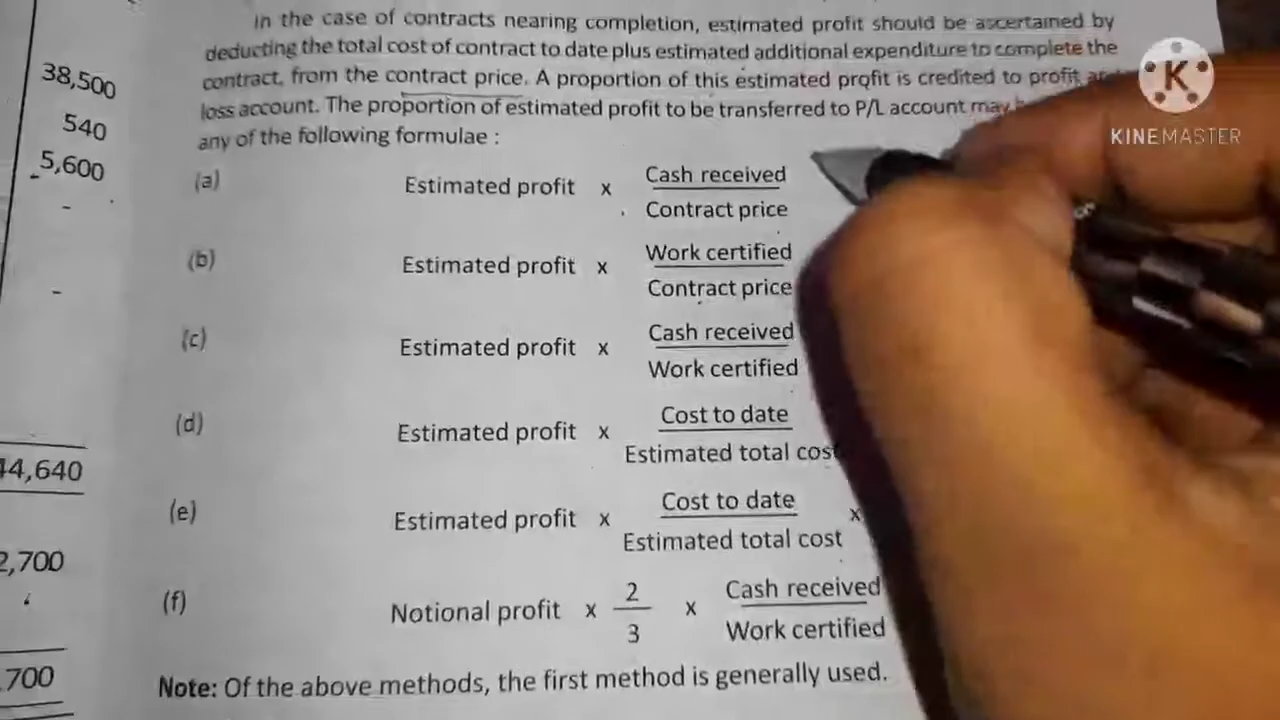 38,500
540
5,600
-
-
44,640
2,700
,700
In the case of contracts nearing completion, estimated profit should be ascertained by
deducting the total cost of contract to date plus estimated additional expenditure to complete the
contract, from the contract price. A proportion of this estimated profit is credited to profit
loss account. The proportion of estimated profit to be transferred to P/L account may
any of the following formulae :
(a) Estimated profit x Cash received
Contract price
(b) Estimated profit x Work certified
Contract price
(c) Estimated profit x Cash received
Work certified
(d) Estimated profit x Cost to date
Estimated total cost
(e) Estimated profit x Cost to date x
Estimated total cost
(f) Notional profit x 2 x Cash received
3 Work certified
Note: Of the above methods, the first method is generally used.
K
KINEMASTER